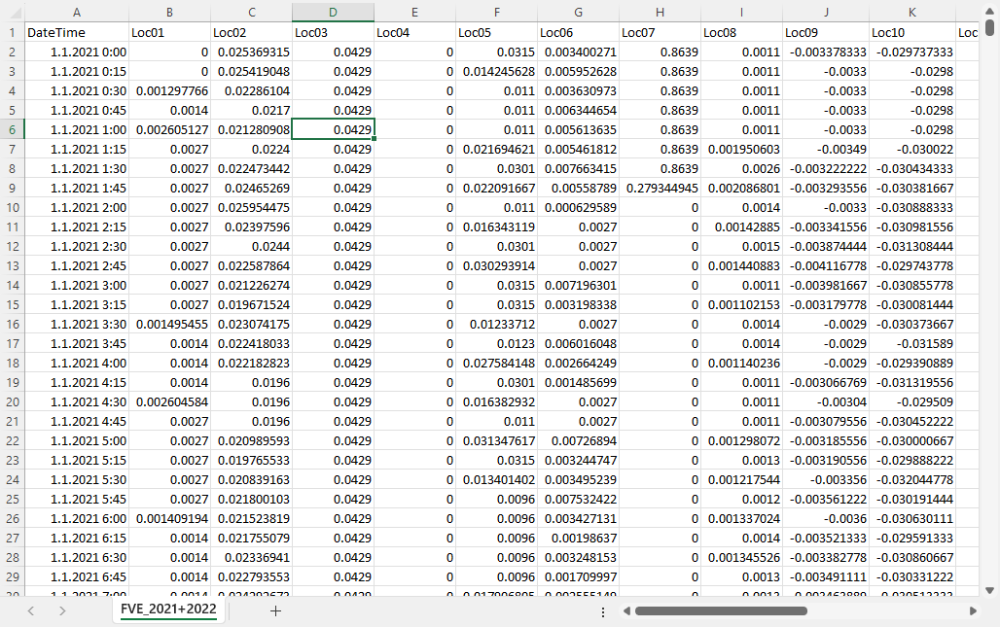 A B C D E F G H I J K
1 DateTime Loc01 Loc02 Loc03 Loc04 Loc05 Loc06 Loc07 Loc08 Loc09 Loc10 Loc
2 1.1.2021 0:00 0 0.025369315 0.0429 0 0.0315 0.003400271 0.8639 0.0011 -0.003378333 -0.029737333
3 1.1.2021 0:15 0 0.025419048 0.0429 0 0.014245628 0.005952628 0.8639 0.0011 -0.0033 -0.0298
4 1.1.2021 0:30 0.001297766 0.02286104 0.0429 0 0.011 0.003630973 0.8639 0.0011 -0.0033 -0.0298
5 1.1.2021 0:45 0.0014 0.0217 0.0429 0 0.011 0.006344654 0.8639 0.0011 -0.0033 -0.0298
6 1.1.2021 1:00 0.002605127 0.021280908 0.0429 0 0.011 0.005613635 0.8639 0.0011 -0.0033 -0.0298
7 1.1.2021 1:15 0.0027 0.0224 0.0429 0 0.021694621 0.005461812 0.8639 0.001950603 -0.00349 -0.030022
8 1.1.2021 1:30 0.0027 0.022473442 0.0429 0 0.0301 0.007663415 0.8639 0.0026 -0.003222222 -0.030434333
9 1.1.2021 1:45 0.0027 0.02465269 0.0429 0 0.022091667 0.00558789 0.279344945 0.002086801 -0.003293556 -0.030381667
10 1.1.2021 2:00 0.0027 0.025954475 0.0429 0 0.011 0.000629589 0 0.0014 -0.0033 -0.030888333
11 1.1.2021 2:15 0.0027 0.02397596 0.0429 0 0.016343119 0.0027 0 0.00142885 -0.003341556 -0.030981556
12 1.1.2021 2:30 0.0027 0.0244 0.0429 0 0.0301 0.0027 0 0.0015 -0.003874444 -0.031308444
13 1.1.2021 2:45 0.0027 0.022587864 0.0429 0 0.030293914 0.0027 0 0.001440883 -0.004116778 -0.029743778
14 1.1.2021 3:00 0.0027 0.021226274 0.0429 0 0.0315 0.007196301 0 0.0011 -0.003981667 -0.030855778
15 1.1.2021 3:15 0.0027 0.019671524 0.0429 0 0.0315 0.003198338 0 0.001102153 -0.003179778 -0.030081444
16 1.1.2021 3:30 0.001495455 0.023074175 0.0429 0 0.01233712 0.0027 0 0.0014 -0.0029 -0.030373667
17 1.1.2021 3:45 0.0014 0.022418033 0.0429 0 0.0123 0.006016048 0 0.0014 -0.0029 -0.031589
18 1.1.2021 4:00 0.0014 0.022182823 0.0429 0 0.027584148 0.002664249 0 0.001140236 -0.0029 -0.029390889
19 1.1.2021 4:15 0.0014 0.0196 0.0429 0 0.0301 0.001485699 0 0.0011 -0.003066769 -0.031319556
20 1.1.2021 4:30 0.002604584 0.0196 0.0429 0 0.016382932 0.0027 0 0.0011 -0.00304 -0.029509
21 1.1.2021 4:45 0.0027 0.0196 0.0429 0 0.011 0.0027 0 0.0011 -0.003079556 -0.030452222
22 1.1.2021 5:00 0.0027 0.020989593 0.0429 0 0.031347617 0.00726894 0 0.001298072 -0.003185556 -0.030000667
23 1.1.2021 5:15 0.0027 0.019765533 0.0429 0 0.0315 0.003244747 0 0.0013 -0.003190556 -0.029888222
24 1.1.2021 5:30 0.0027 0.020839163 0.0429 0 0.013401402 0.003495239 0 0.001217544 -0.003356 -0.032044778
25 1.1.2021 5:45 0.0027 0.021800103 0.0429 0 0.0096 0.007532422 0 0.0012 -0.003561222 -0.030191444
26 1.1.2021 6:00 0.001409194 0.021523819 0.0429 0 0.0096 0.003427131 0 0.001337024 -0.0036 -0.030630111
27 1.1.2021 6:15 0.0014 0.021755079 0.0429 0 0.0096 0.00198637 0 0.0014 -0.003521333 -0.029591333
28 1.1.2021 6:30 0.0014 0.02336941 0.0429 0 0.0096 0.003248153 0 0.001345526 -0.003382778 -0.030860667
29 1.1.2021 6:45 0.0014 0.022793553 0.0429 0 0.0096 0.001709997 0 0.0013 -0.003491111 -0.030331222
FVE_2021+2022